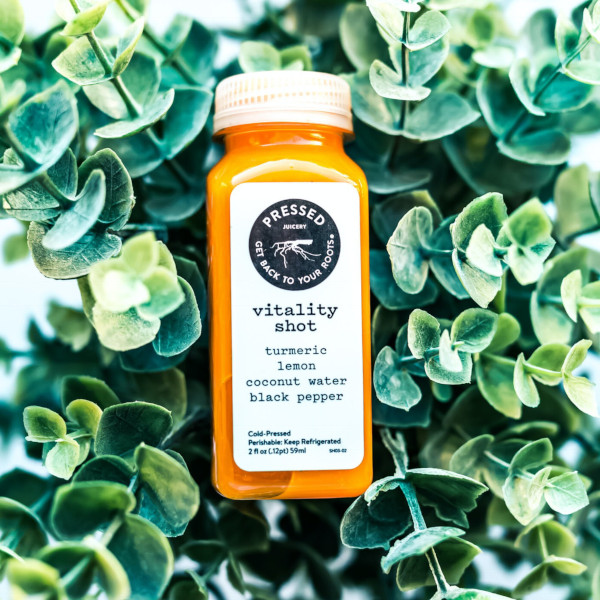 PRESSED
JUICERY
GET BACK TO YOUR ROOTS®
vitality
shot
turmeric
lemon
coconut water
black pepper
Cold-Pressed
Perishable: Keep Refrigerated
2 fl oz (.12pt) 59ml